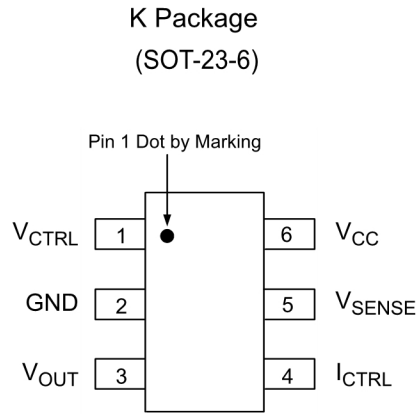 K Package
(SOT-23-6)
Pin 1 Dot by Marking
VCTRL 1 6 VCC
GND 2 5 VSENSE
VOUT 3 4 ICTRL